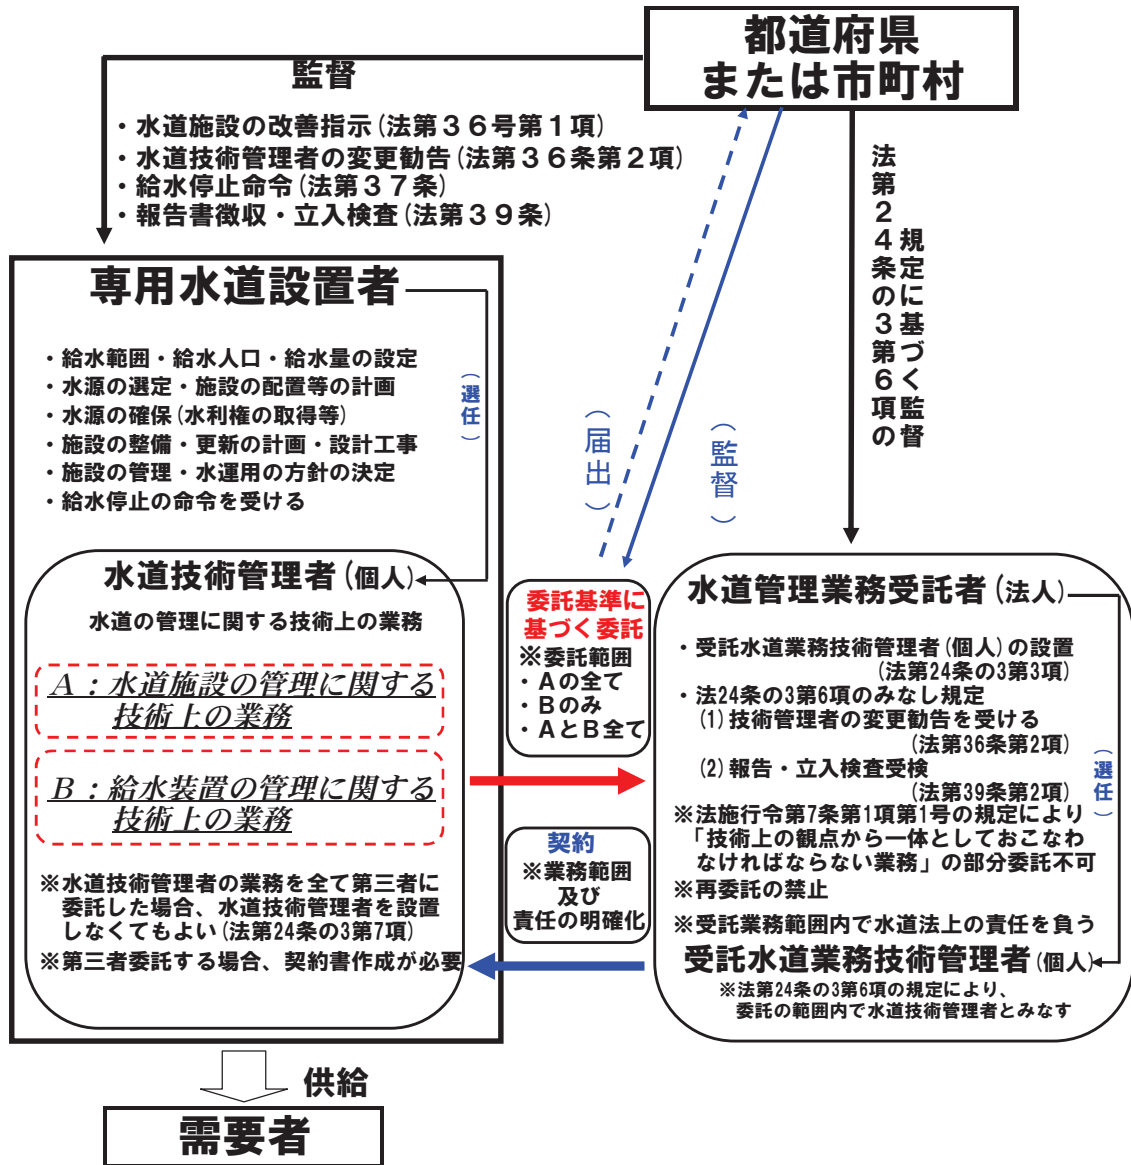 都道府県
または市町村
監督
・水道施設の改善指示(法第３６号第１項)
・水道技術管理者の変更勧告(法第３６条第２項)
・給水停止命令(法第３７条)
・報告書徴収・立入検査(法第３９条)
法第２４条の３第６項の
規定に基づく監督
（届出）
（監督）
専用水道設置者
（選任）
・給水範囲・給水人口・給水量の設定
・水源の選定・施設の配置等の計画
・水源の確保(水利権の取得等)
・施設の整備・更新の計画・設計工事
・施設の管理・水運用の方針の決定
・給水停止の命令を受ける
水道技術管理者(個人)
水道の管理に関する技術上の業務
A：水道施設の管理に関する
技術上の業務
B：給水装置の管理に関する
技術上の業務
※水道技術管理者の業務を全て第三者に
委託した場合、水道技術管理者を設置
しなくてもよい(法第24条の3第7項)
※第三者委託する場合、契約書作成が必要
委託基準に
基づく委託
※委託範囲
・Ａの全て
・Ｂのみ
・ＡとＢ全て
契約
※業務範囲
及び
責任の明確化
水道管理業務受託者(法人)
・受託水道業務技術管理者(個人)の設置
(法第24条の3第3項)
・法24条の3第6項のみなし規定
(1)技術管理者の変更勧告を受ける
(法第36条第2項)
(2)報告・立入検査受検
(法第39条第2項)
（選任）
※法施行令第7条第1項第1号の規定により
「技術上の観点から一体としておこなわ
なければならない業務」の部分委託不可
※再委託の禁止
※受託業務範囲内で水道法上の責任を負う
受託水道業務技術管理者(個人)
※法第24条の3第6項の規定により、
委託の範囲内で水道技術管理者とみなす
供給
需要者